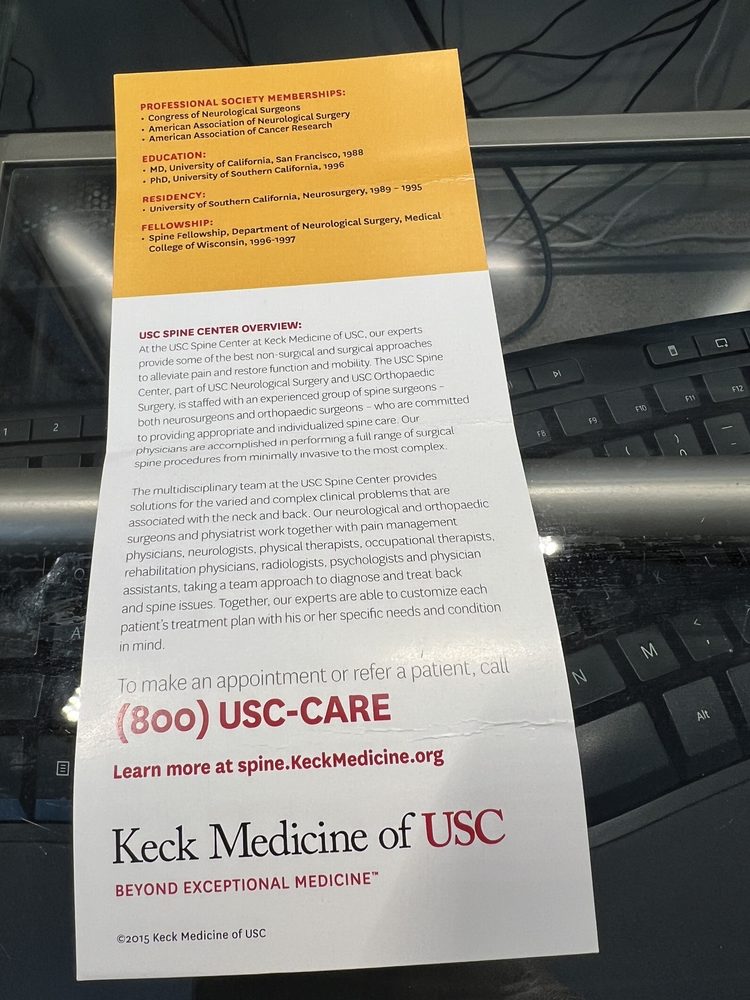 PROFESSIONAL SOCIETY MEMBERSHIPS:
• Congress of Neurological Surgeons
• American Association of Neurological Surgery
• American Association of Cancer Research
EDUCATION:
• MD, University of California, San Francisco, 1988
• PhD, University of Southern California, 1996
RESIDENCY:
• University of Southern California, Neurosurgery, 1989 – 1995
FELLOWSHIP:
• Spine Fellowship, Department of Neurological Surgery, Medical
College of Wisconsin, 1996-1997
USC SPINE CENTER OVERVIEW:
At the USC Spine Center at Keck Medicine of USC, our experts
provide some of the best non-surgical and surgical approaches
to alleviate pain and restore function and mobility. The USC Spine
Center, part of USC Neurological Surgery and USC Orthopaedic
Surgery, is staffed with an experienced group of spine surgeons –
both neurosurgeons and orthopaedic surgeons – who are committed
to providing appropriate and individualized spine care. Our
physicians are accomplished in performing a full range of surgical
spine procedures from minimally invasive to the most complex.
The multidisciplinary team at the USC Spine Center provides
solutions for the varied and complex clinical problems that are
associated with the neck and back. Our neurological and orthopaedic
surgeons and physiatrist work together with pain management
physicians, neurologists, physical therapists, occupational therapists,
rehabilitation physicians, radiologists, psychologists and physician
assistants, taking a team approach to diagnose and treat back
and spine issues. Together, our experts are able to customize each
patient's treatment plan with his or her specific needs and condition
in mind.
To make an appointment or refer a patient, call
(800) USC-CARE
Learn more at spine.KeckMedicine.org
Keck Medicine of USC
BEYOND EXCEPTIONAL MEDICINE™
©2015 Keck Medicine of USC
1 2
F8 F9 F10 F11 F12
( )
A
N M < ,
Alt